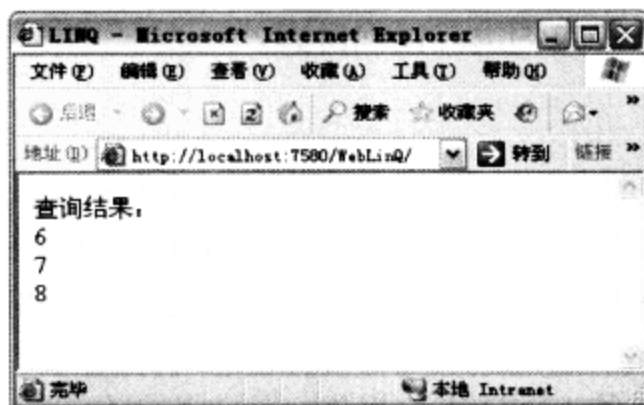 LINQ - Microsoft Internet Explorer
文件(F) 编辑(E) 查看(V) 收藏(A) 工具(T) 帮助(H)
后退 搜索 收藏夹 »
地址(D) http://localhost:7580/WebLinQ/ 转到 链接 »
查询结果：
6
7
8
完毕 本地 Intranet